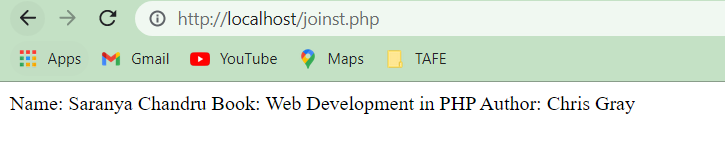 http://localhost/joinst.php
Apps Gmail YouTube Maps TAFE
Name: Saranya Chandru Book: Web Development in PHP Author: Chris Gray